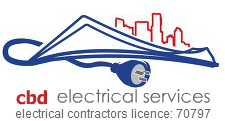 cbd electrical services
electrical contractors licence: 70797